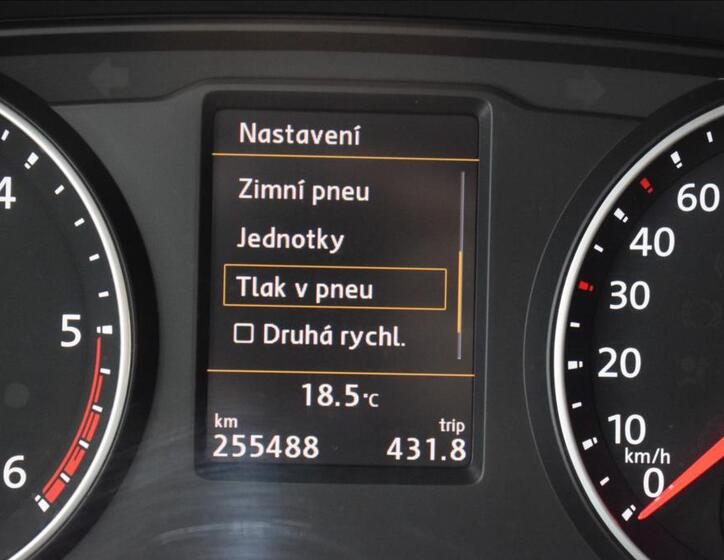 Nastavení
Zimní pneu
Jednotky
Tlak v pneu
Druhá rychl.
18.5°C
km trip
255488 431.8
4
5
6
60
40
30
20
10
km/h
0